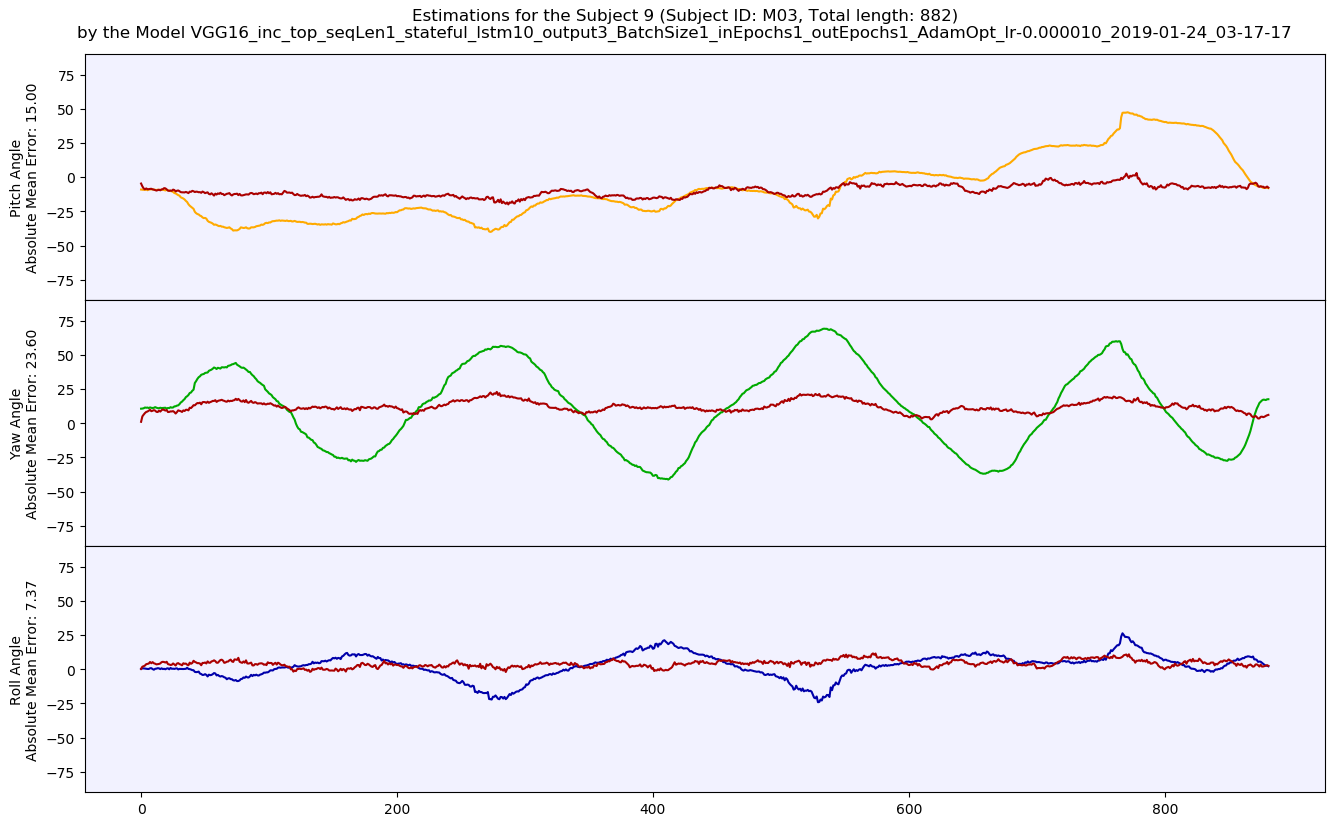 Estimations for the Subject 9 (Subject ID: M03, Total length: 882)
by the Model VGG16_inc_top_seqLen1_stateful_lstm10_output3_BatchSize1_inEpochs1_outEpochs1_AdamOpt_lr-0.000010_2019-01-24_03-17-17
Pitch Angle
Absolute Mean Error: 15.00
75
50
25
0
−25
−50
−75
Yaw Angle
Absolute Mean Error: 23.60
75
50
25
0
−25
−50
−75
Roll Angle
Absolute Mean Error: 7.37
75
50
25
0
−25
−50
−75
0 200 400 600 800